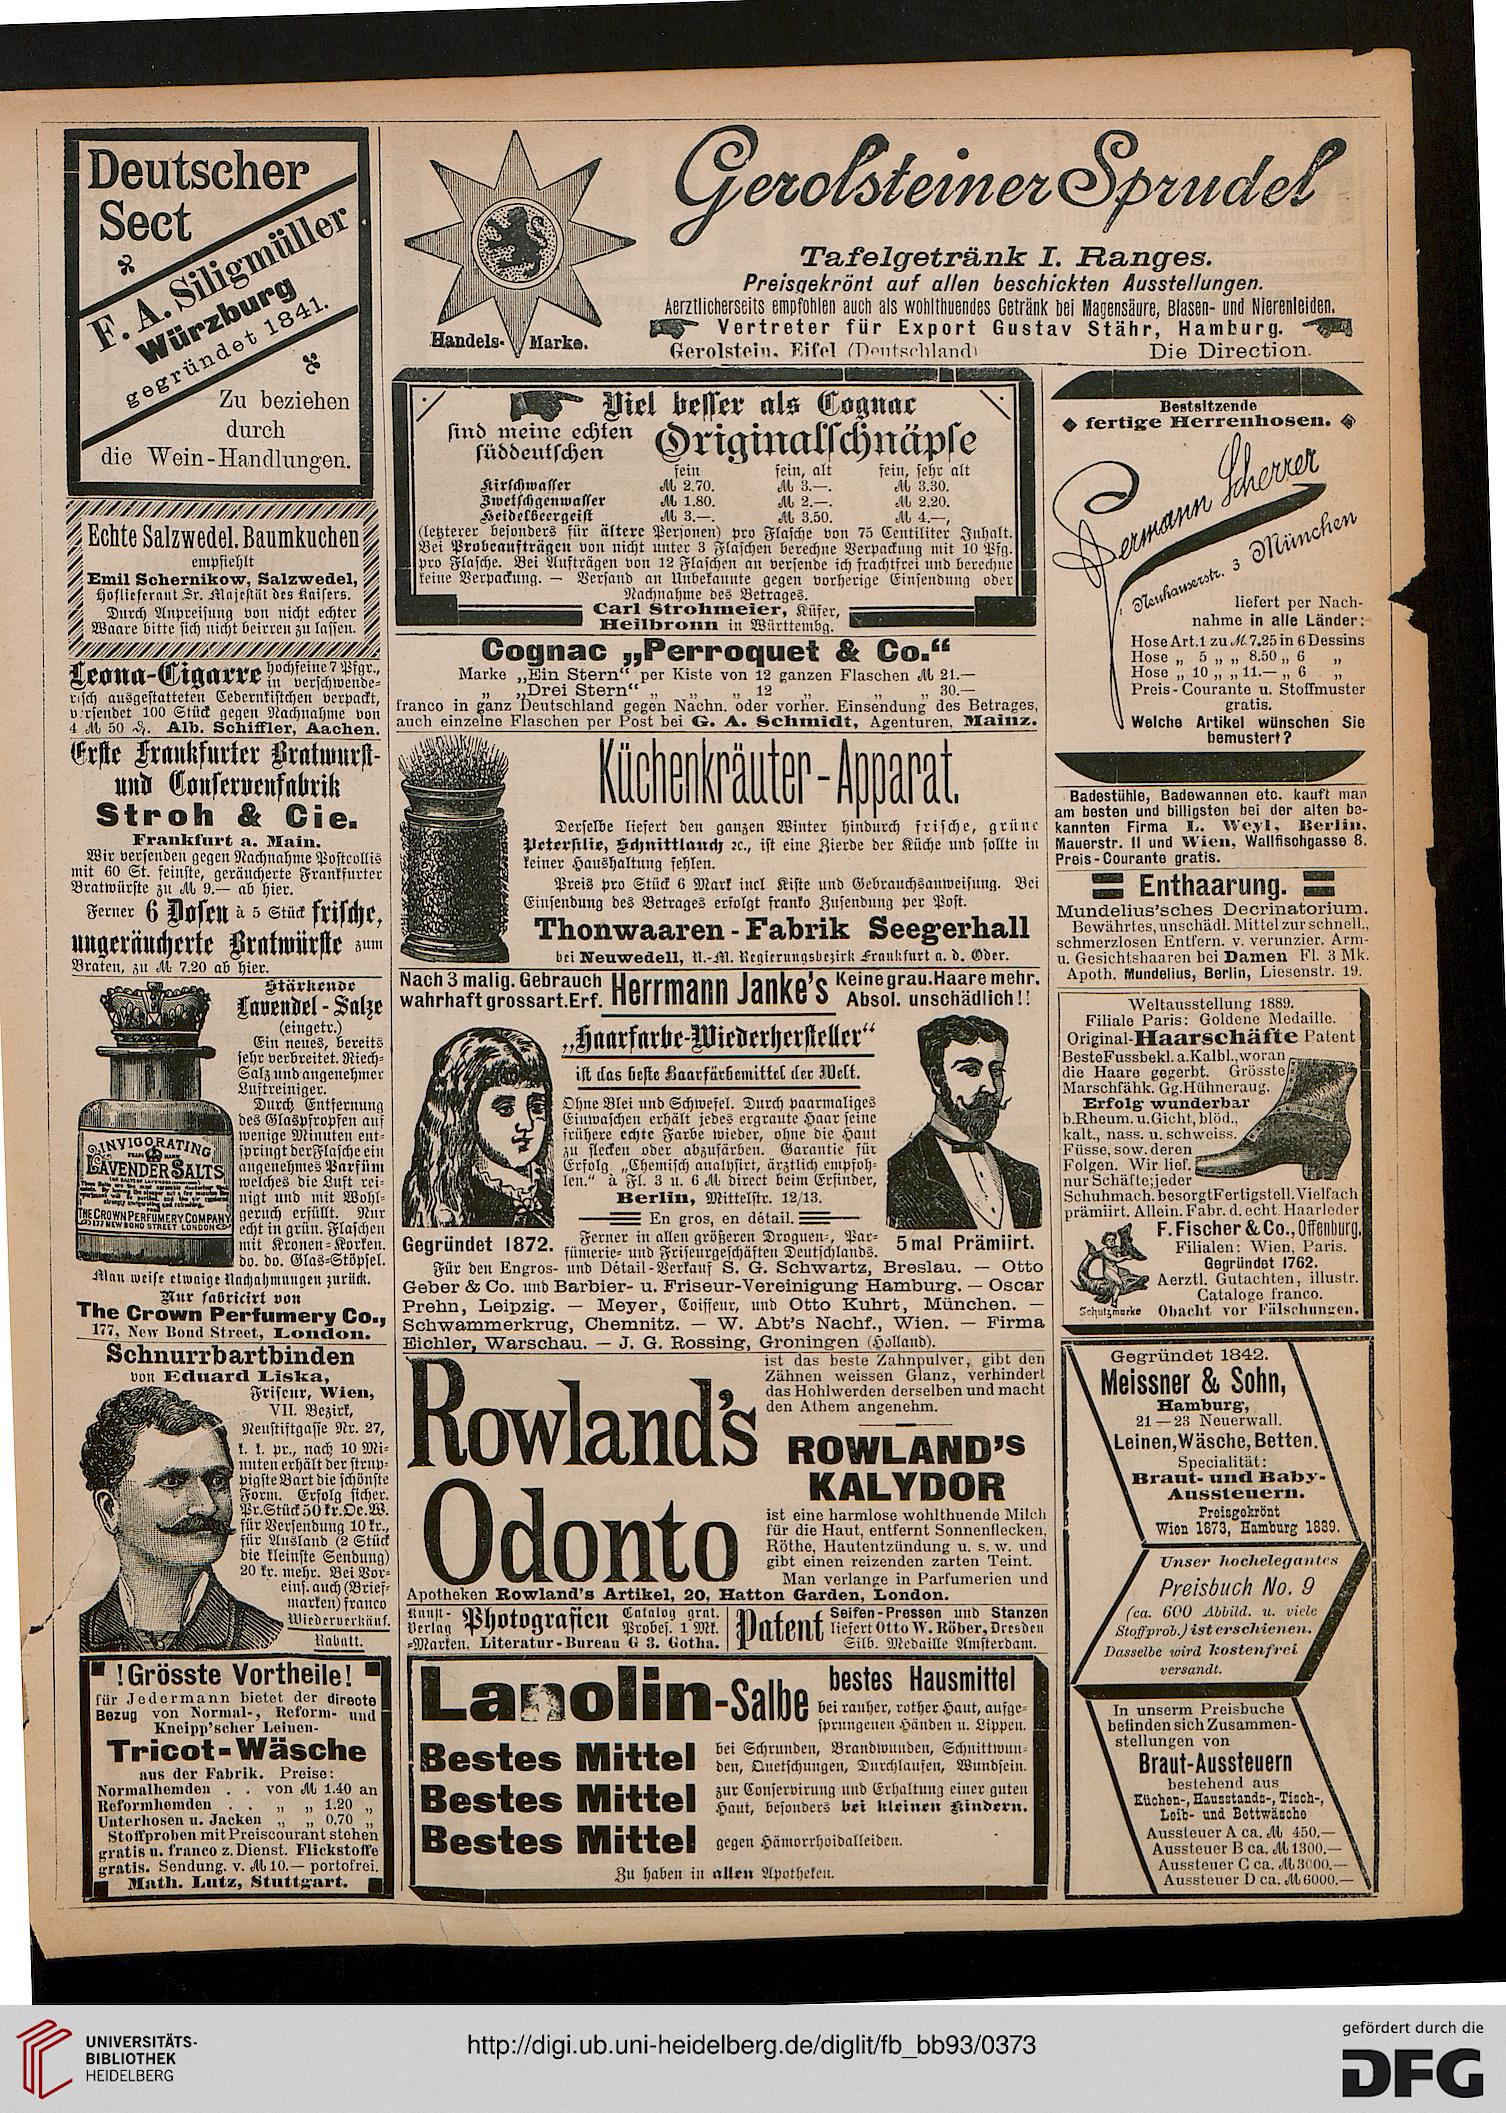 Deutscher
Sect
F. A. Siligmüller
Würzburg
gegründet 1841.
Zu beziehen
durch
die Wein-Handlungen.
Echte Salzwedel. Baumkuchen
empfiehlt
Emil Schernikow, Salzwedel,
Hoflieferant Sr. Majestät des Kaisers.
Durch Anpreisung von nicht echter
Waare bitte sich nicht beirren zu lassen.
Leona-Cigarre hochfeine 7 Pfgr.,
in verschwende-
risch ausgestatteten Cedernkistchen verpackt,
versendet 100 Stück gegen Nachnahme von
4 M 50 ₰. Alb. Schiffler, Aachen.
Erste Frankfurter Bratwurst-
und Conservenfabrik
Stroh & Cie.
Frankfurt a. Main.
Wir versenden gegen Nachnahme Postcollis
mit 60 St. feinste, geräucherte Frankfurter
Bratwürste zu M 9.— ab hier.
Ferner 6 Dosen à 5 Stück frische,
ungeräucherte Bratwürste zum
Braten, zu M 7.20 ab hier.
Stärkende
Lavendel-Salze
(eingetr.)
Ein neues, bereits
sehr verbreitet. Riech-
Salz und angenehmer
Luftreiniger.
Durch Entfernung
des Glaspfropfen auf
wenige Minuten ent-
springt der Flasche ein
angenehmes Parfüm
welches die Luft rei-
nigt und mit Wohl-
geruch erfüllt. Nur
echt in grün. Flaschen
mit Kronen-Korken.
do. do. Glas-Stöpsel.
INVIGORATING
LAVENDER SALTS
THE CROWN PERFUMERY COMPANY
177 NEW BOND STREET LONDON
Man weise etwaige Nachahmungen zurück.
Nur fabricirt von
The Crown Perfumery Co.,
177, New Bond Street, London.
Schnurrbartbinden
von Eduard Liska,
Friseur, Wien,
VII. Bezirk,
Neustiftgasse Nr. 27,
k. k. pr., nach 10 Mi-
nuten erhält der strup-
pigste Bart die schönste
Form. Erfolg sicher.
Pr. Stück 50 kr. Oe. W.
für Versendung 10 kr.,
für Ausland (2 Stück
die kleinste Sendung)
20 kr. mehr. Bei Vor-
eins. auch (Brief-
marken) franco
Wiederverkäuf.
Rabatt.
!Grösste Vortheile!
für Jedermann bietet der directe
Bezug von Normal-, Reform- und
Kneipp'scher Leinen-
Tricot-Wäsche
aus der Fabrik. Preise:
Normalhemden . . von M 1.40 an
Reformhemden . . „ „ 1.20 „
Unterhosen u. Jacken „ „ 0.70 „
Stoffproben mit Preiscourant stehen
gratis u. franco z. Dienst. Flickstoffe
gratis. Sendung. v. M 10.— portofrei.
Math. Lutz, Stuttgart.
Handels- Marke.
Gerolsteiner Sprudel
Tafelgetränk I. Ranges.
Preisgekrönt auf allen beschickten Ausstellungen.
Aerztlicherseits empfohlen auch als wohlthuendes Getränk bei Magensäure, Blasen- und Nierenleiden.
Vertreter für Export Gustav Stähr, Hamburg.
Gerolstein, Eifel (Deutschland) Die Direction.
Viel besser als Cognac
sind meine echten
süddeutschen Originalschnäpse
fein fein, alt fein, sehr alt
Kirschwasser M 2.70. M 3.—. M 3.30.
Zwetschgenwasser M 1.80. M 2.—. M 2.20.
Heidelbeergeist M 3.—. M 3.50. M 4.—,
(letzterer besonders für ältere Personen) pro Flasche von 75 Centiliter Inhalt.
Bei Probeaufträgen von nicht unter 3 Flaschen berechne Verpackung mit 10 Pfg.
pro Flasche. Bei Aufträgen von 12 Flaschen an versende ich frachtfrei und berechne
keine Verpackung. — Versand an Unbekannte gegen vorherige Einsendung oder
Nachnahme des Betrages.
Carl Strohmeier, Küfer,
Heilbronn in Württembg.
Cognac „Perroquet & Co.“
Marke „Ein Stern“ per Kiste von 12 ganzen Flaschen M 21.—
„ „Drei Stern“ „ „ „ 12 „ „ „ 30.—
franco in ganz Deutschland gegen Nachn. oder vorher. Einsendung des Betrages,
auch einzelne Flaschen per Post bei G. A. Schmidt, Agenturen, Mainz.
Küchenkräuter-Apparat.
Derselbe liefert den ganzen Winter hindurch frische, grüne
Petersilie, Schnittlauch ꝛc., ist eine Zierde der Küche und sollte in
keiner Haushaltung fehlen.
Preis pro Stück 6 Mark incl Kiste und Gebrauchsanweisung. Bei
Einsendung des Betrages erfolgt franko Zusendung per Post.
Thonwaaren-Fabrik Seegerhall
bei Neuwedell, N.-M. Regierungsbezirk Frankfurt a. d. Oder.
Nach 3 malig. Gebrauch
wahrhaft grossart. Erf. Herrmann Janke's Keine grau. Haare mehr.
Absol. unschädlich!!
„Haarfarbe-Wiederhersteller“
ist das beste Haarfärbemittel der Welt.
Ohne Blei und Schwefel. Durch paarmaliges
Einwaschen erhält jedes ergraute Haar seine
frühere echte Farbe wieder, ohne die Haut
zu flecken oder abzufärben. Garantie für
Erfolg. „Chemisch analysirt, ärztlich empfoh-
len.“ à Fl. 3 u. 6 M direct beim Erfinder,
Berlin, Mittelstr. 12/13.
En gros, en détail.
Gegründet 1872. Ferner in allen größeren Droguen-, Par-
fümerie- und Friseurgeschäften Deutschlands. 5 mal Prämiirt.
Für den Engros- und Détail-Verkauf S. G. Schwartz, Breslau. — Otto
Geber & Co. und Barbier- u. Friseur-Vereinigung Hamburg. — Oscar
Prehn, Leipzig. — Meyer, Coiffeur, und Otto Kuhrt, München. —
Schwammerkrug, Chemnitz. — W. Abt's Nachf., Wien. — Firma
Eichler, Warschau. — J. G. Rossing, Groningen (Holland).
Rowland's
Odonto
ist das beste Zahnpulver, gibt den
Zähnen weissen Glanz, verhindert
das Hohlwerden derselben und macht
den Athem angenehm.
ROWLAND'S
KALYDOR
ist eine harmlose wohlthuende Milch
für die Haut, entfernt Sonnenflecken,
Röthe, Hautentzündung u. s. w. und
gibt einen reizenden zarten Teint.
Man verlange in Parfumerien und
Apotheken Rowland's Artikel, 20, Hatton Garden, London.
Kunst-
Verlag Photografien Catalog grat.
Probes. 1 Mk.
-Marken. Literatur-Bureau G 3. Gotha.
Patent Seifen-Pressen und Stanzen
liefert Otto W. Röber, Dresden
Silb. Medaille Amsterdam.
Lanolin-Salbe bestes Hausmittel
bei rauher, rother Haut, aufge-
sprungenen Händen u. Lippen.
Bestes Mittel bei Schrunden, Brandwunden, Schnittwun-
den, Quetschungen, Durchlaufen, Wundsein.
Bestes Mittel zur Conservirung und Erhaltung einer guten
Haut, besonders bei kleinen Kindern.
Bestes Mittel gegen Hämorrhoidalleiden.
Zu haben in allen Apotheken.
Bestsitzende
fertige Herrenhosen.
Hermann Scherrer
Neuhauserstr. 3 München
liefert per Nach-
nahme in alle Länder:
Hose Art. 1 zu M. 7.25 in 6 Dessins
Hose „ 5 „ „ 8.50 „ 6 „
Hose „ 10 „ „ 11.— „ 6 „
Preis-Courante u. Stoffmuster
gratis.
Welche Artikel wünschen Sie
bemustert?
Badestühle, Badewannen etc. kauft man
am besten und billigsten bei der alten be-
kannten Firma L. Weyl, Berlin,
Mauerstr. 11 und Wien, Wallfischgasse 8.
Preis-Courante gratis.
Enthaarung.
Mundelius'sches Decrinatorium.
Bewährtes, unschädl. Mittel zur schnell.,
schmerzlosen Entfern. v. verunzier. Arm-
u. Gesichtshaaren bei Damen Fl. 3 Mk.
Apoth. Mundelius, Berlin, Liesenstr. 19.
Weltausstellung 1889.
Filiale Paris: Goldene Medaille.
Original-Haarschäfte Patent
Beste Fussbekl. a. Kalbl., woran
die Haare gegerbt. Grösste
Marschfähk. Gg. Hühneraug.
Erfolg wunderbar
b. Rheum. u. Gicht, blöd.,
kalt., nass. u. schweiss.
Füsse, sow. deren
Folgen. Wir lief.
nur Schäfte; jeder
Schuhmach. besorgt Fertigstell. Vielfach
prämiirt. Allein. Fabr. d. echt. Haarleder
F. Fischer & Co., Offenburg.
Filialen: Wien, Paris.
Gegründet 1762.
Aerztl. Gutachten, illustr.
Cataloge franco.
Schutzmarke Obacht vor Fälschungen.
Gegründet 1842.
Meissner & Sohn,
Hamburg,
21—23 Neuerwall.
Leinen, Wäsche, Betten.
Specialität:
Braut- und Baby-
Aussteuern.
Preisgekrönt
Wien 1873, Hamburg 1889.
Unser hochelegantes
Preisbuch No. 9
(ca. 600 Abbild. u. viele
Stoffprob.) ist erschienen.
Dasselbe wird kostenfrei
versandt.
In unserm Preisbuche
befinden sich Zusammen-
stellungen von
Braut-Aussteuern
bestehend aus
Küchen-, Hausstands-, Tisch-,
Leib- und Bettwäsche
Aussteuer A ca. M 450.—
Aussteuer B ca. M 1300.—
Aussteuer C ca. M 3000.—
Aussteuer D ca. M 6000.—
UNIVERSITÄTS-
BIBLIOTHEK
HEIDELBERG
http://digi.ub.uni-heidelberg.de/diglit/fb_bb93/0373
gefördert durch die
DFG